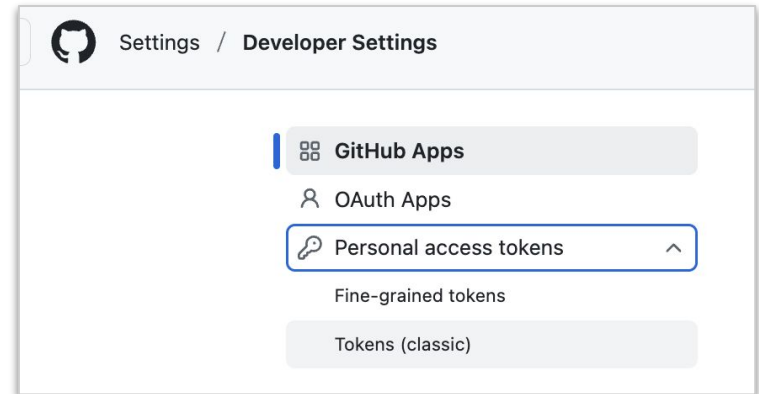 Settings / Developer Settings
GitHub Apps
OAuth Apps
Personal access tokens
Fine-grained tokens
Tokens (classic)